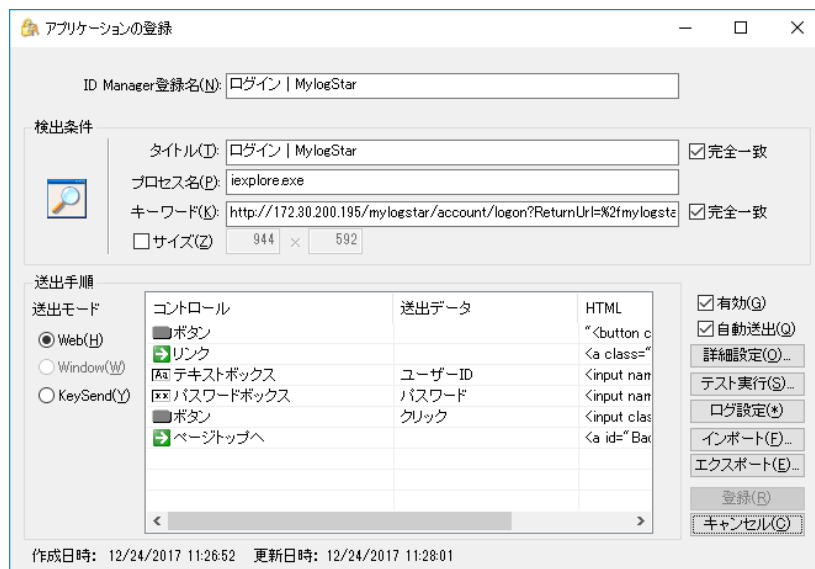 アプリケーションの登録
ID Manager登録名(N): ログイン | MylogStar
検出条件
タイトル(T): ログイン | MylogStar
完全一致
プロセス名(P): iexplore.exe
キーワード(K): http://172.30.200.195/mylogstar/account/logon?ReturnUrl=%2fmylogsta
完全一致
サイズ(Z) 944 × 592
送出手順
送出モード
Web(H)
Window(W)
KeySend(Y)
コントロール 送出データ HTML
ボタン "<button c
リンク <a class="
テキストボックス ユーザーID <input nam
パスワードボックス パスワード <input nam
ボタン クリック <input clas
ページトップへ <a id="Bac
有効(G)
自動送出(Q)
詳細設定(O)...
テスト実行(S)...
ログ設定(*)
インポート(F)...
エクスポート(E)...
登録(R)
キャンセル(C)
作成日時: 12/24/2017 11:26:52 更新日時: 12/24/2017 11:28:01